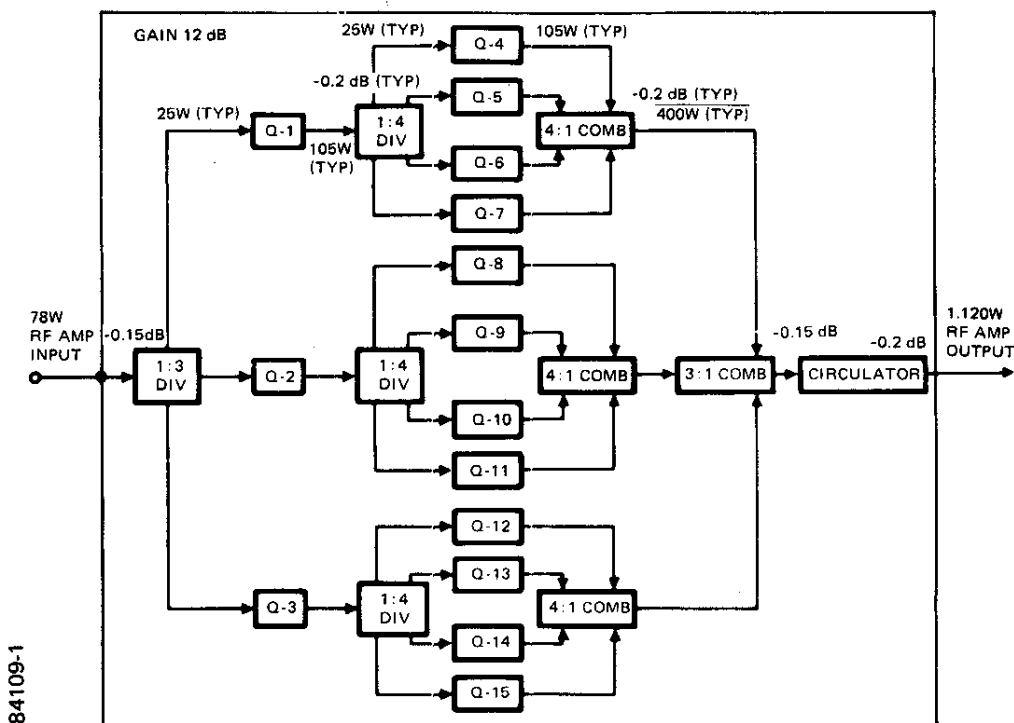 GAIN 12 dB
25W (TYP)
Q-4
105W (TYP)
-0.2 dB (TYP)
Q-5
-0.2 dB (TYP)
400W (TYP)
25W (TYP)
Q-1
1:4
DIV
4:1 COMB
105W
(TYP)
Q-6
Q-7
Q-8
78W
RF AMP
INPUT
-0.15dB
Q-9
-0.15 dB
-0.2 dB
1.120W
RF AMP
OUTPUT
1:3
DIV
Q-2
1:4
DIV
4:1 COMB
3:1 COMB
CIRCULATOR
Q-10
Q-11
Q-12
Q-13
Q-3
1:4
DIV
4:1 COMB
Q-14
Q-15
84109-1